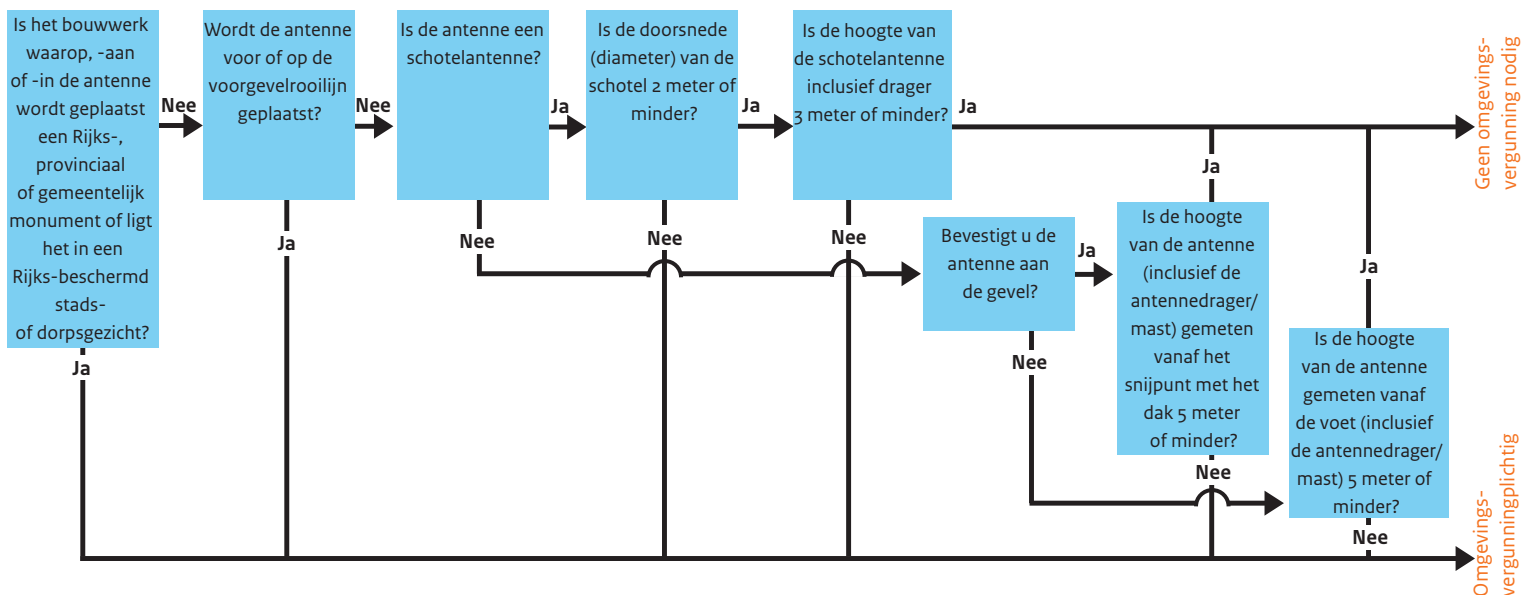 Is het bouwwerk
waarop, -aan
of -in de antenne
wordt geplaatst
een Rijks-,
provinciaal
of gemeentelijk
monument of ligt
het in een
Rijks-beschermd
stads-
of dorpsgezicht?
Nee
Ja
Wordt de antenne
voor of op de
voorgevelrooilijn
geplaatst?
Nee
Ja
Is de antenne een
schotelantenne?
Ja
Nee
Is de doorsnede
(diameter) van de
schotel 2 meter of
minder?
Ja
Nee
Is de hoogte van
de schotelantenne
inclusief drager
3 meter of minder?
Ja
Nee
Bevestigt u de
antenne aan
de gevel?
Ja
Nee
Is de hoogte
van de antenne
(inclusief de
antennedrager/
mast) gemeten
vanaf het
snijpunt met het
dak 5 meter
of minder?
Ja
Nee
Is de hoogte
van de antenne
gemeten vanaf
de voet (inclusief
de antennedrager/
mast) 5 meter of
minder?
Ja
Nee
Geen omgevings-
vergunning nodig
Omgevings-
vergunningplichtig